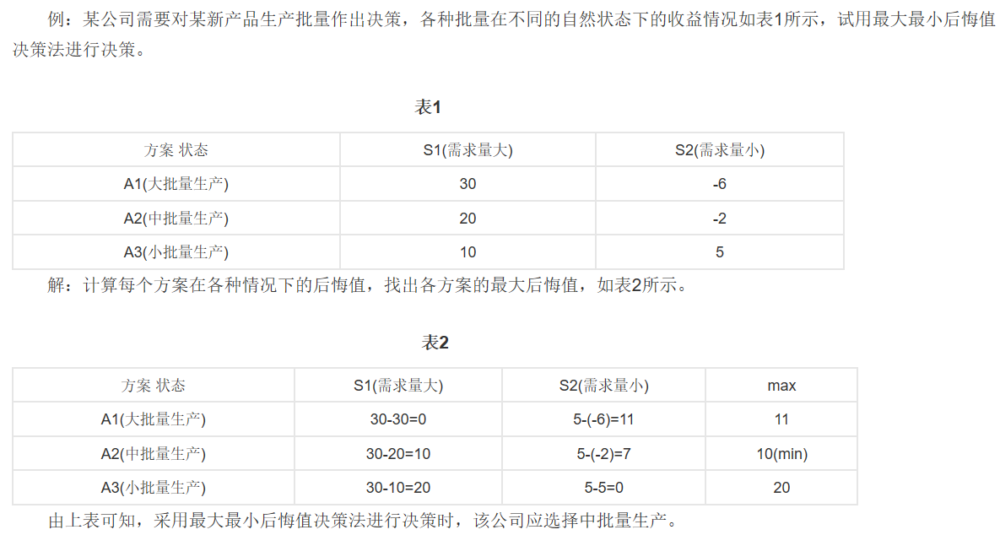 例：某公司需要对某新产品生产批量作出决策，各种批量在不同的自然状态下的收益情况如表1所示，试用最大最小后悔值
决策法进行决策。
表1
方案 状态 S1(需求量大) S2(需求量小)
A1(大批量生产) 30 -6
A2(中批量生产) 20 -2
A3(小批量生产) 10 5
解：计算每个方案在各种情况下的后悔值，找出各方案的最大后悔值，如表2所示。
表2
方案 状态 S1(需求量大) S2(需求量小) max
A1(大批量生产) 30-30=0 5-(-6)=11 11
A2(中批量生产) 30-20=10 5-(-2)=7 10(min)
A3(小批量生产) 30-10=20 5-5=0 20
由上表可知，采用最大最小后悔值决策法进行决策时，该公司应选择中批量生产。